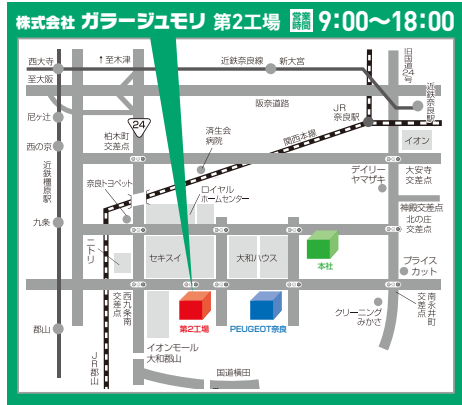 株式会社 ガラージュモリ 第2工場 営業時間 9:00〜18:00
西大寺
至大阪
↑至木津
近鉄奈良線
新大宮
旧国道24号
近鉄奈良駅
阪奈道路
JR
奈良駅
尼ヶ辻
24
柏木町
交差点
済生会
病院
関西本線
イオン
西の京
近鉄橿原駅
奈良トヨペット
ロイヤル
ホームセンター
デイリー
ヤマザキ
大安寺
交差点
神殿交差点
北の庄
交差点
九条
ニトリ
セキスイ
大和ハウス
本社
プライス
カット
西九条南
交差点
第2工場
PEUGEOT奈良
クリーニング
みかさ
南永井町
交差点
郡山
JR郡山
イオンモール
大和郡山
国道横田